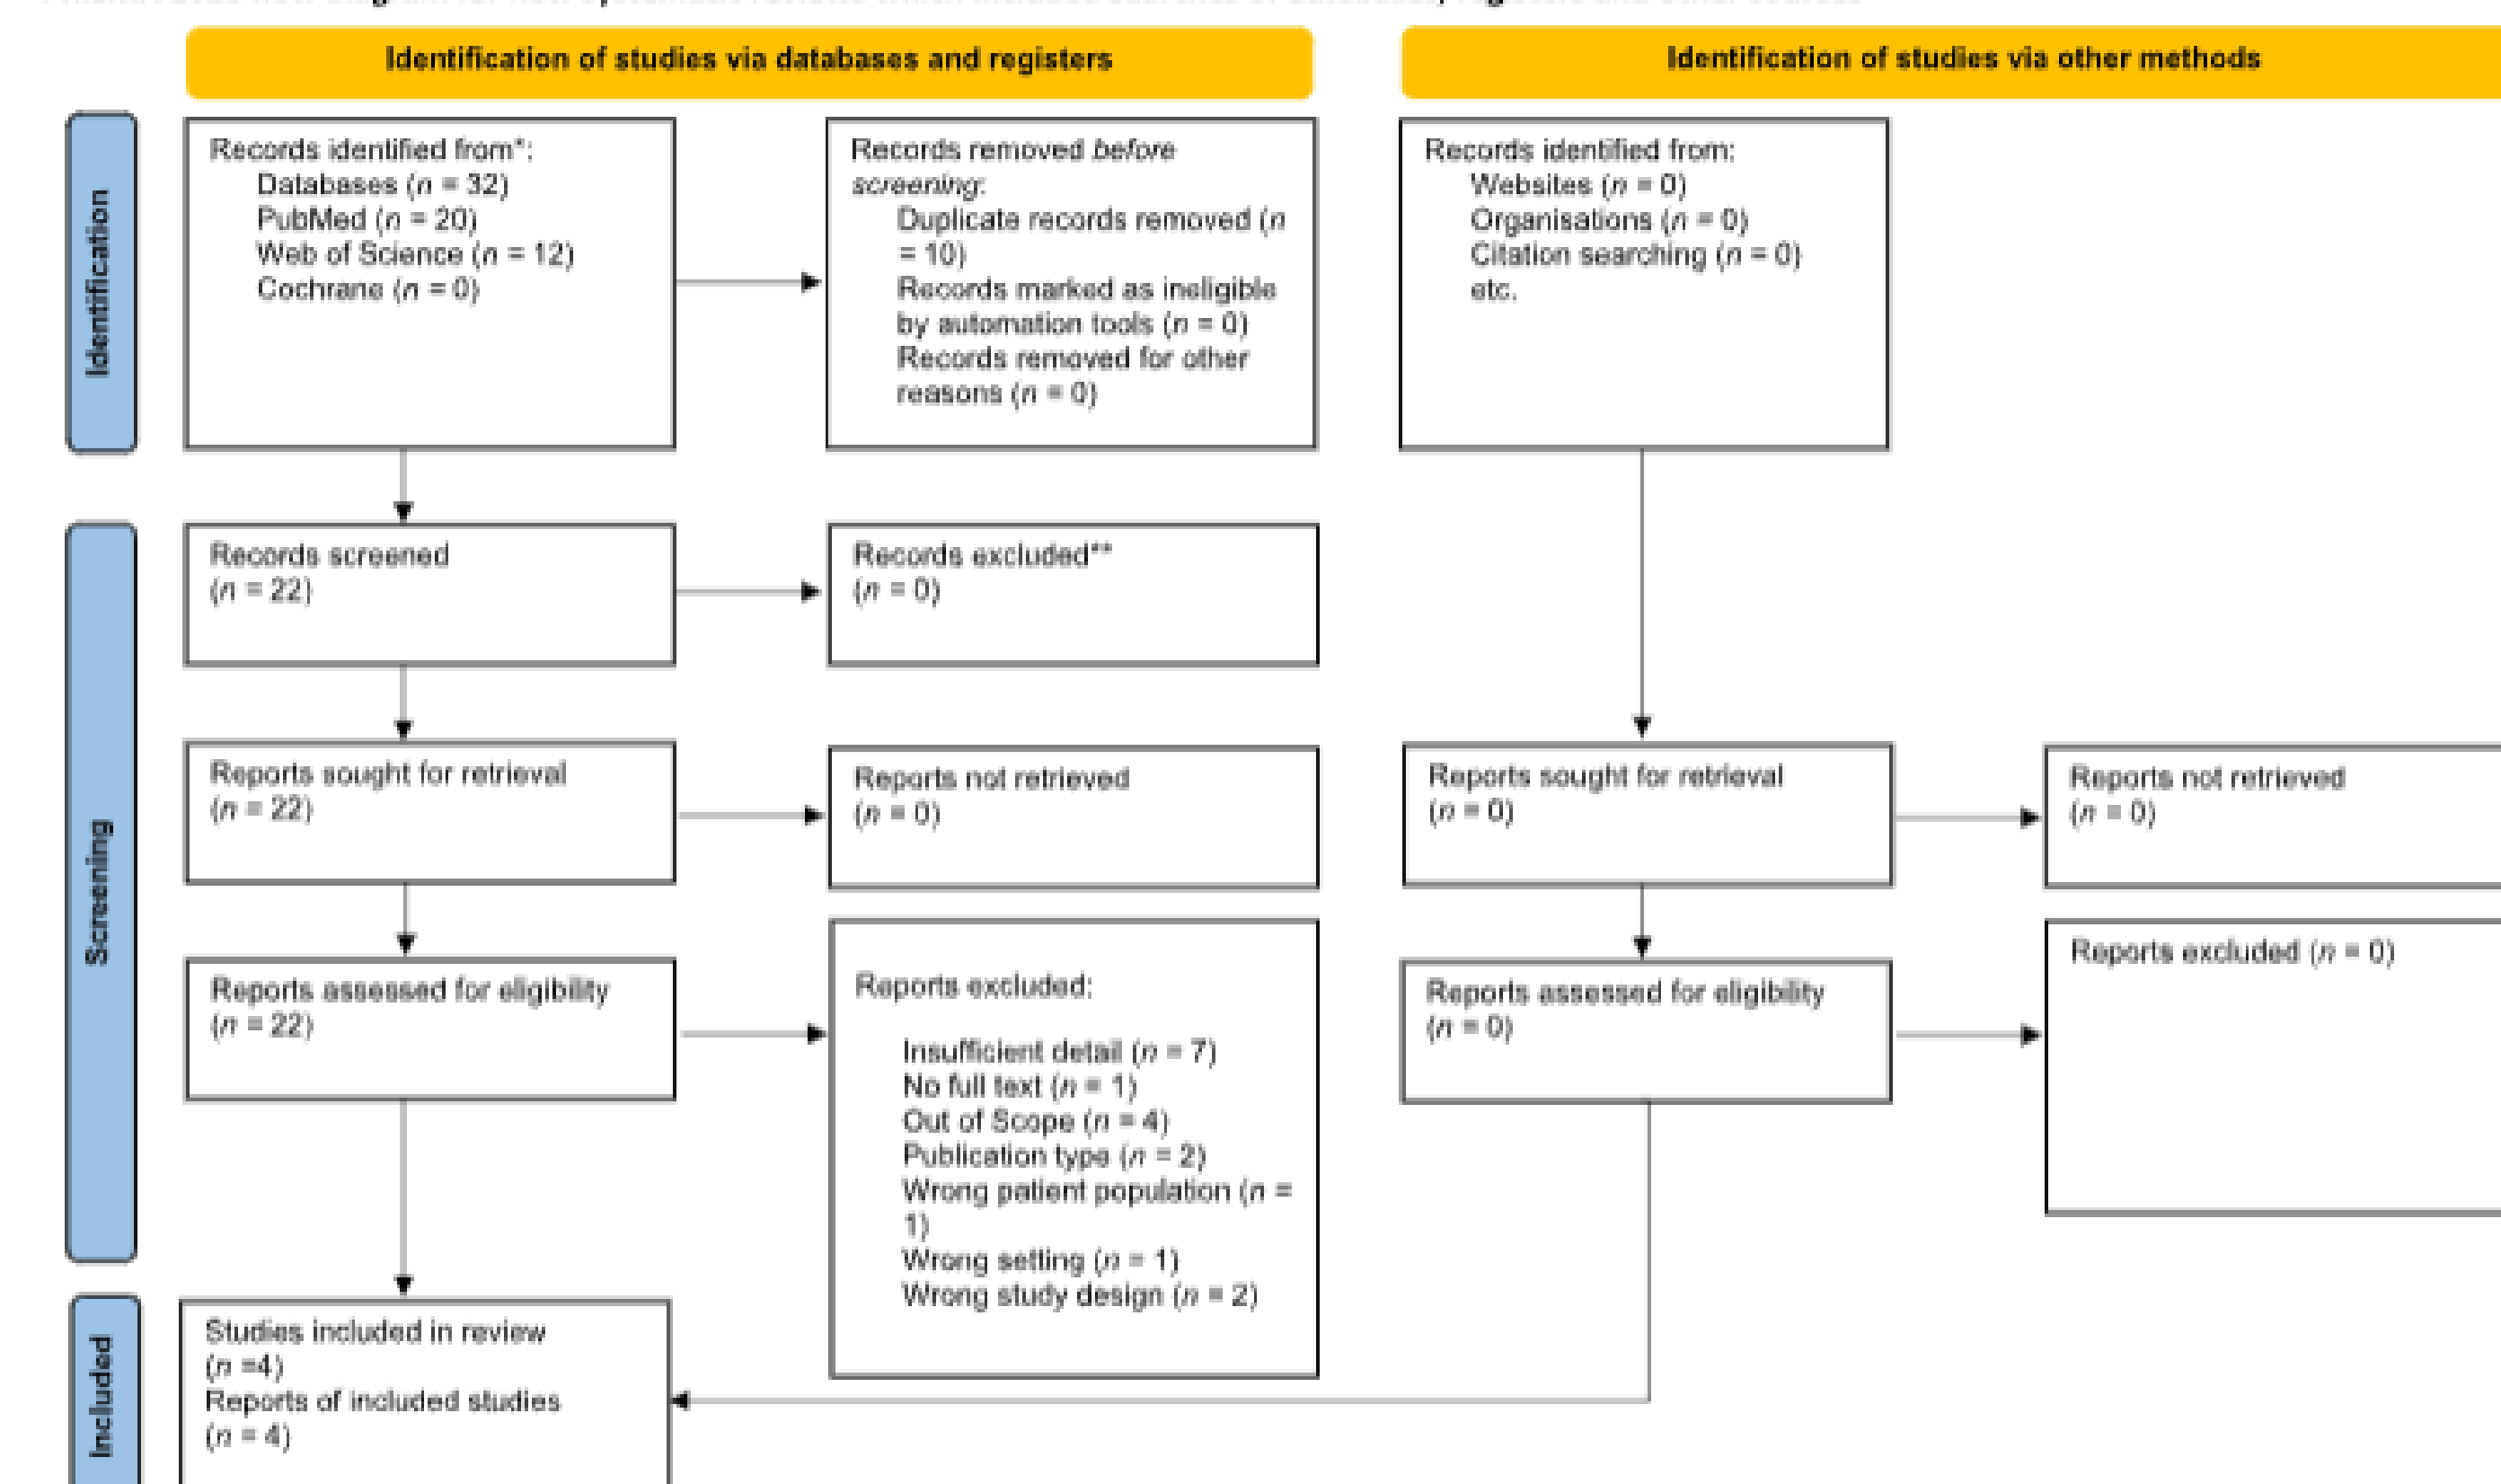 Identification of studies via databases and registers
Identification of studies via other methods
Identification
Records identified from*:
Databases (n = 32)
PubMed (n = 20)
Web of Science (n = 12)
Cochrane (n = 0)
Records removed before
screening:
Duplicate records removed (n
= 10)
Records marked as ineligible
by automation tools (n = 0)
Records removed for other
reasons (n = 0)
Records identified from:
Websites (n = 0)
Organisations (n = 0)
Citation searching (n = 0)
etc.
Screening
Records screened
(n = 22)
Records excluded**
(n = 0)
Reports sought for retrieval
(n = 22)
Reports not retrieved
(n = 0)
Reports sought for retrieval
(n = 0)
Reports not retrieved
(n = 0)
Reports assessed for eligibility
(n = 22)
Reports excluded:
Insufficient detail (n = 7)
No full text (n = 1)
Out of Scope (n = 4)
Publication type (n = 2)
Wrong patient population (n =
1)
Wrong setting (n = 1)
Wrong study design (n = 2)
Reports assessed for eligibility
(n = 0)
Reports excluded (n = 0)
Included
Studies included in review
(n =4)
Reports of included studies
(n = 4)